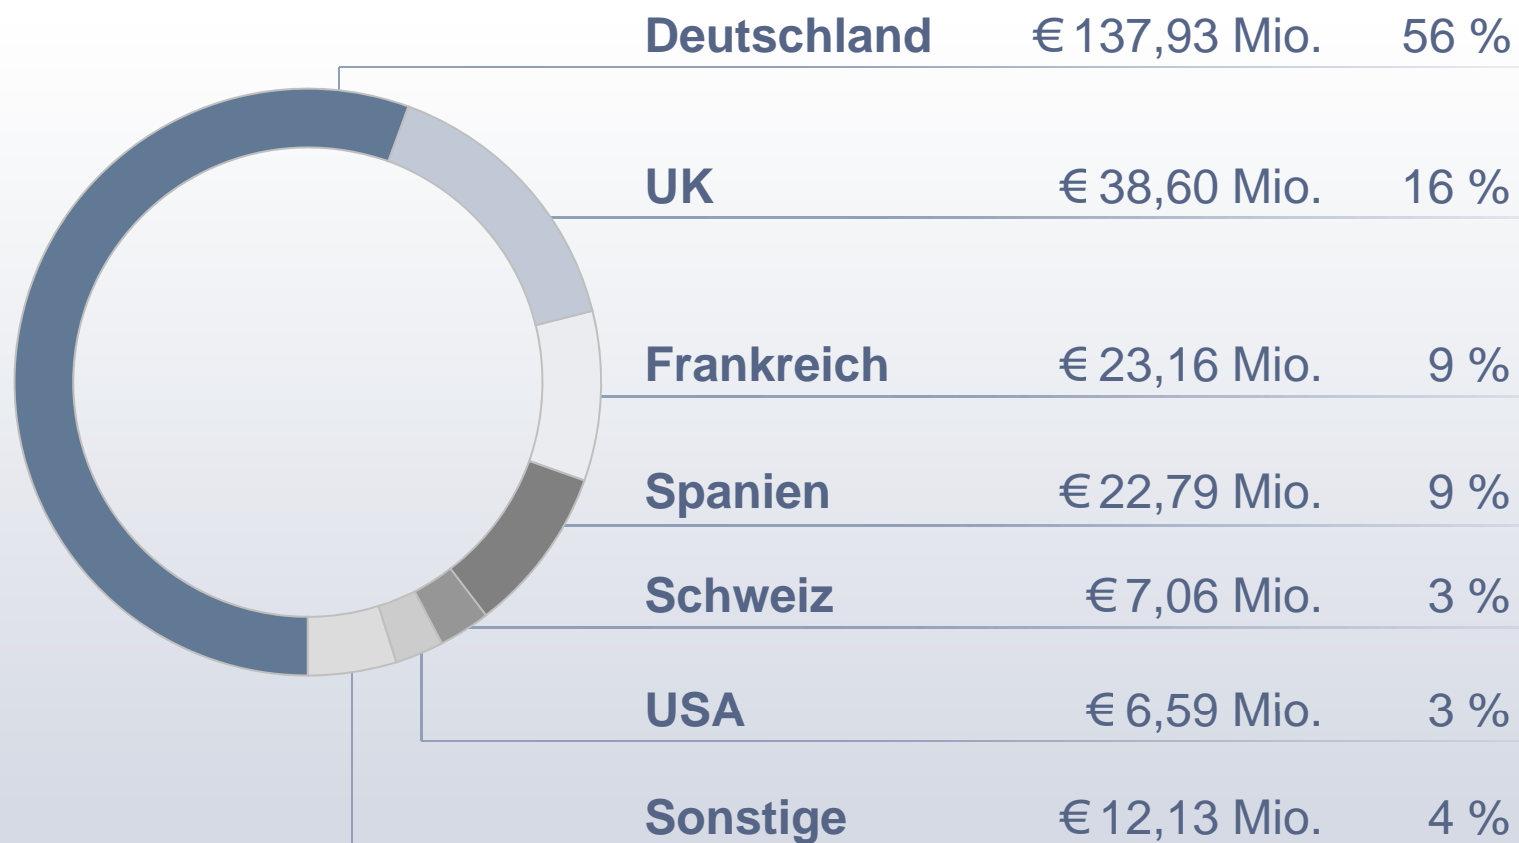 Deutschland € 137,93 Mio. 56 %
UK € 38,60 Mio. 16 %
Frankreich € 23,16 Mio. 9 %
Spanien € 22,79 Mio. 9 %
Schweiz € 7,06 Mio. 3 %
USA € 6,59 Mio. 3 %
Sonstige € 12,13 Mio. 4 %